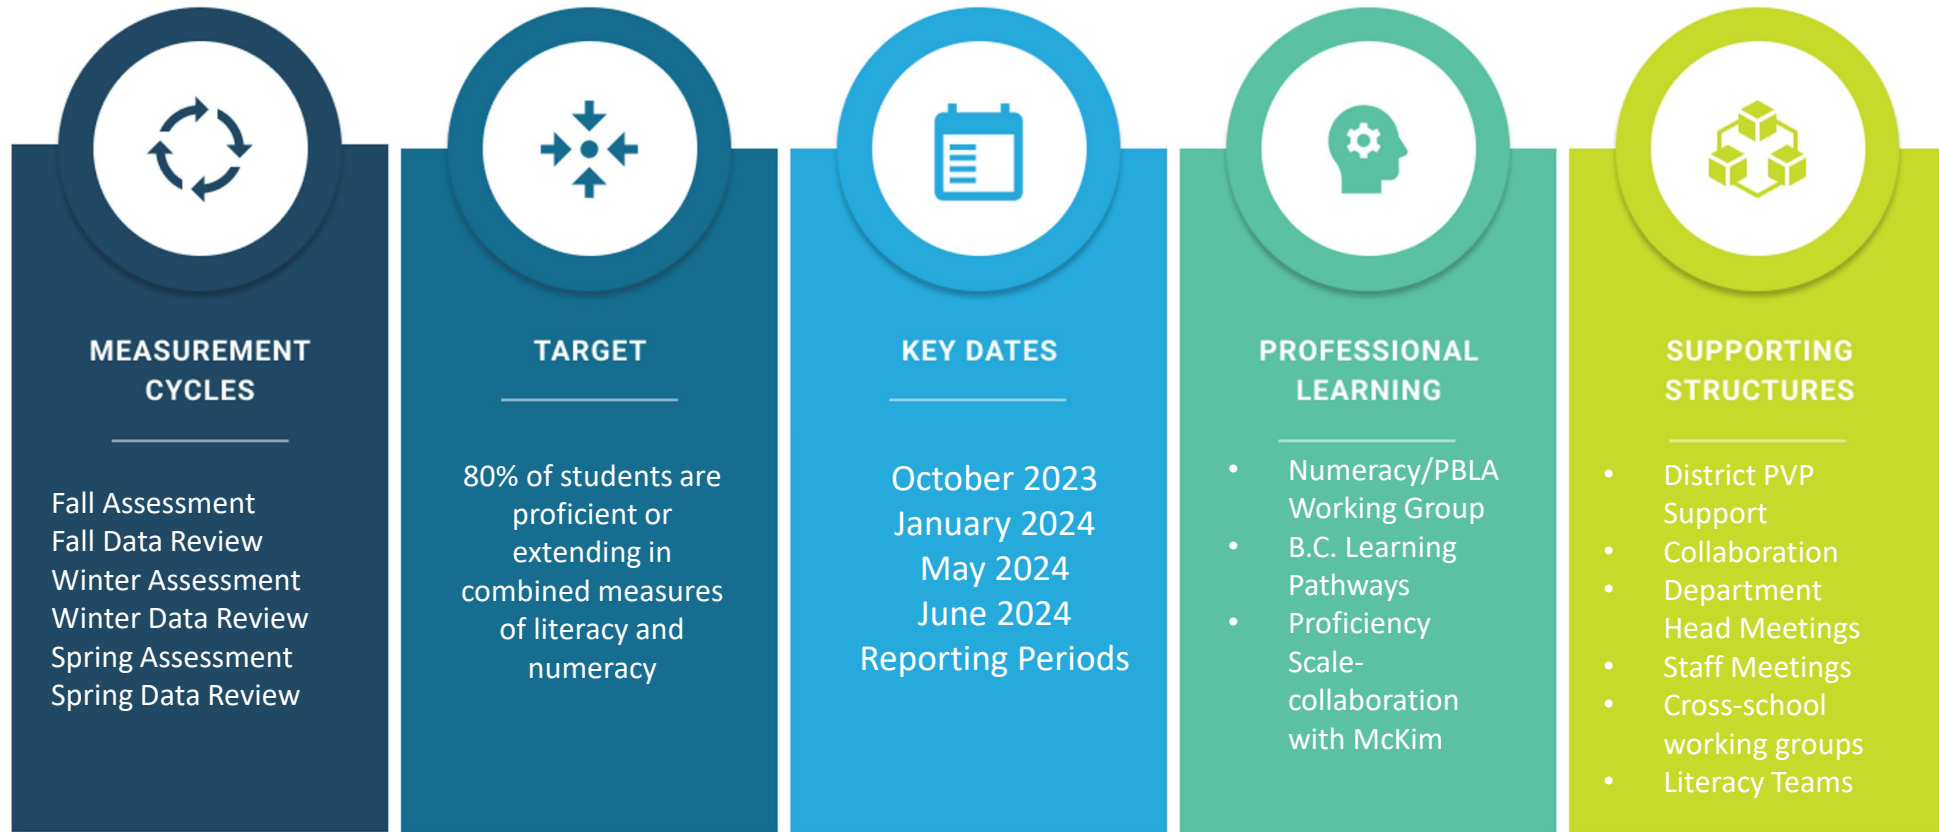 MEASUREMENT
CYCLES
Fall Assessment
Fall Data Review
Winter Assessment
Winter Data Review
Spring Assessment
Spring Data Review
TARGET
80% of students are
proficient or
extending in
combined measures
of literacy and
numeracy
KEY DATES
October 2023
January 2024
May 2024
June 2024
Reporting Periods
PROFESSIONAL
LEARNING
• Numeracy/PBLA
Working Group
• B.C. Learning
Pathways
• Proficiency
Scale-
collaboration
with McKim
SUPPORTING
STRUCTURES
• District PVP
Support
• Collaboration
• Department
Head Meetings
• Staff Meetings
• Cross-school
working groups
• Literacy Teams